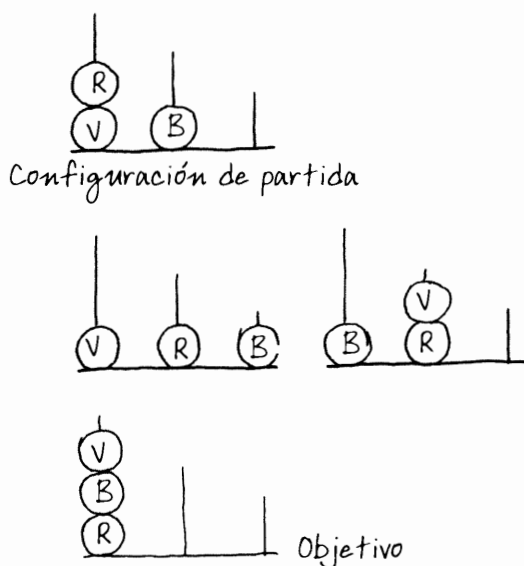 R
V B
Configuración de partida
V
V R B B R
V
B
R
Objetivo